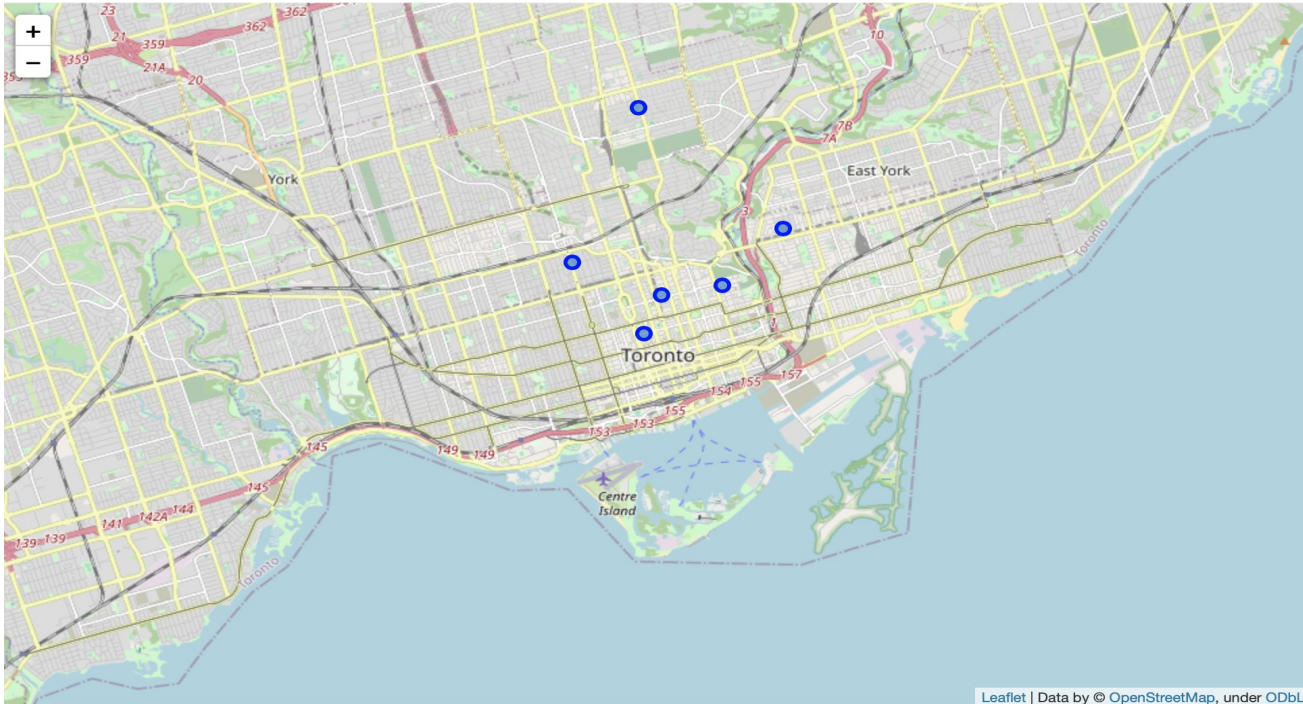 23
362
362
21
359
+
359
353
21A
20
−
10
7B
7A
York
East York
3
Toronto
1
Toronto
157
155
154
155
153
153
145
149
149
145
Centre
Island
144
142A
141
139
139
Toronto
Leaflet | Data by © OpenStreetMap, under ODbL